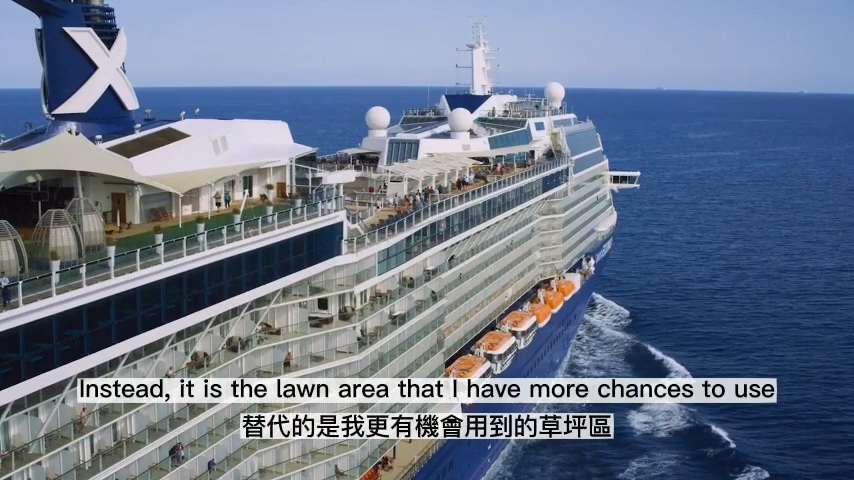 X
Instead, it is the lawn area that I have more chances to use
替代的是我更有機會用到的草坪區